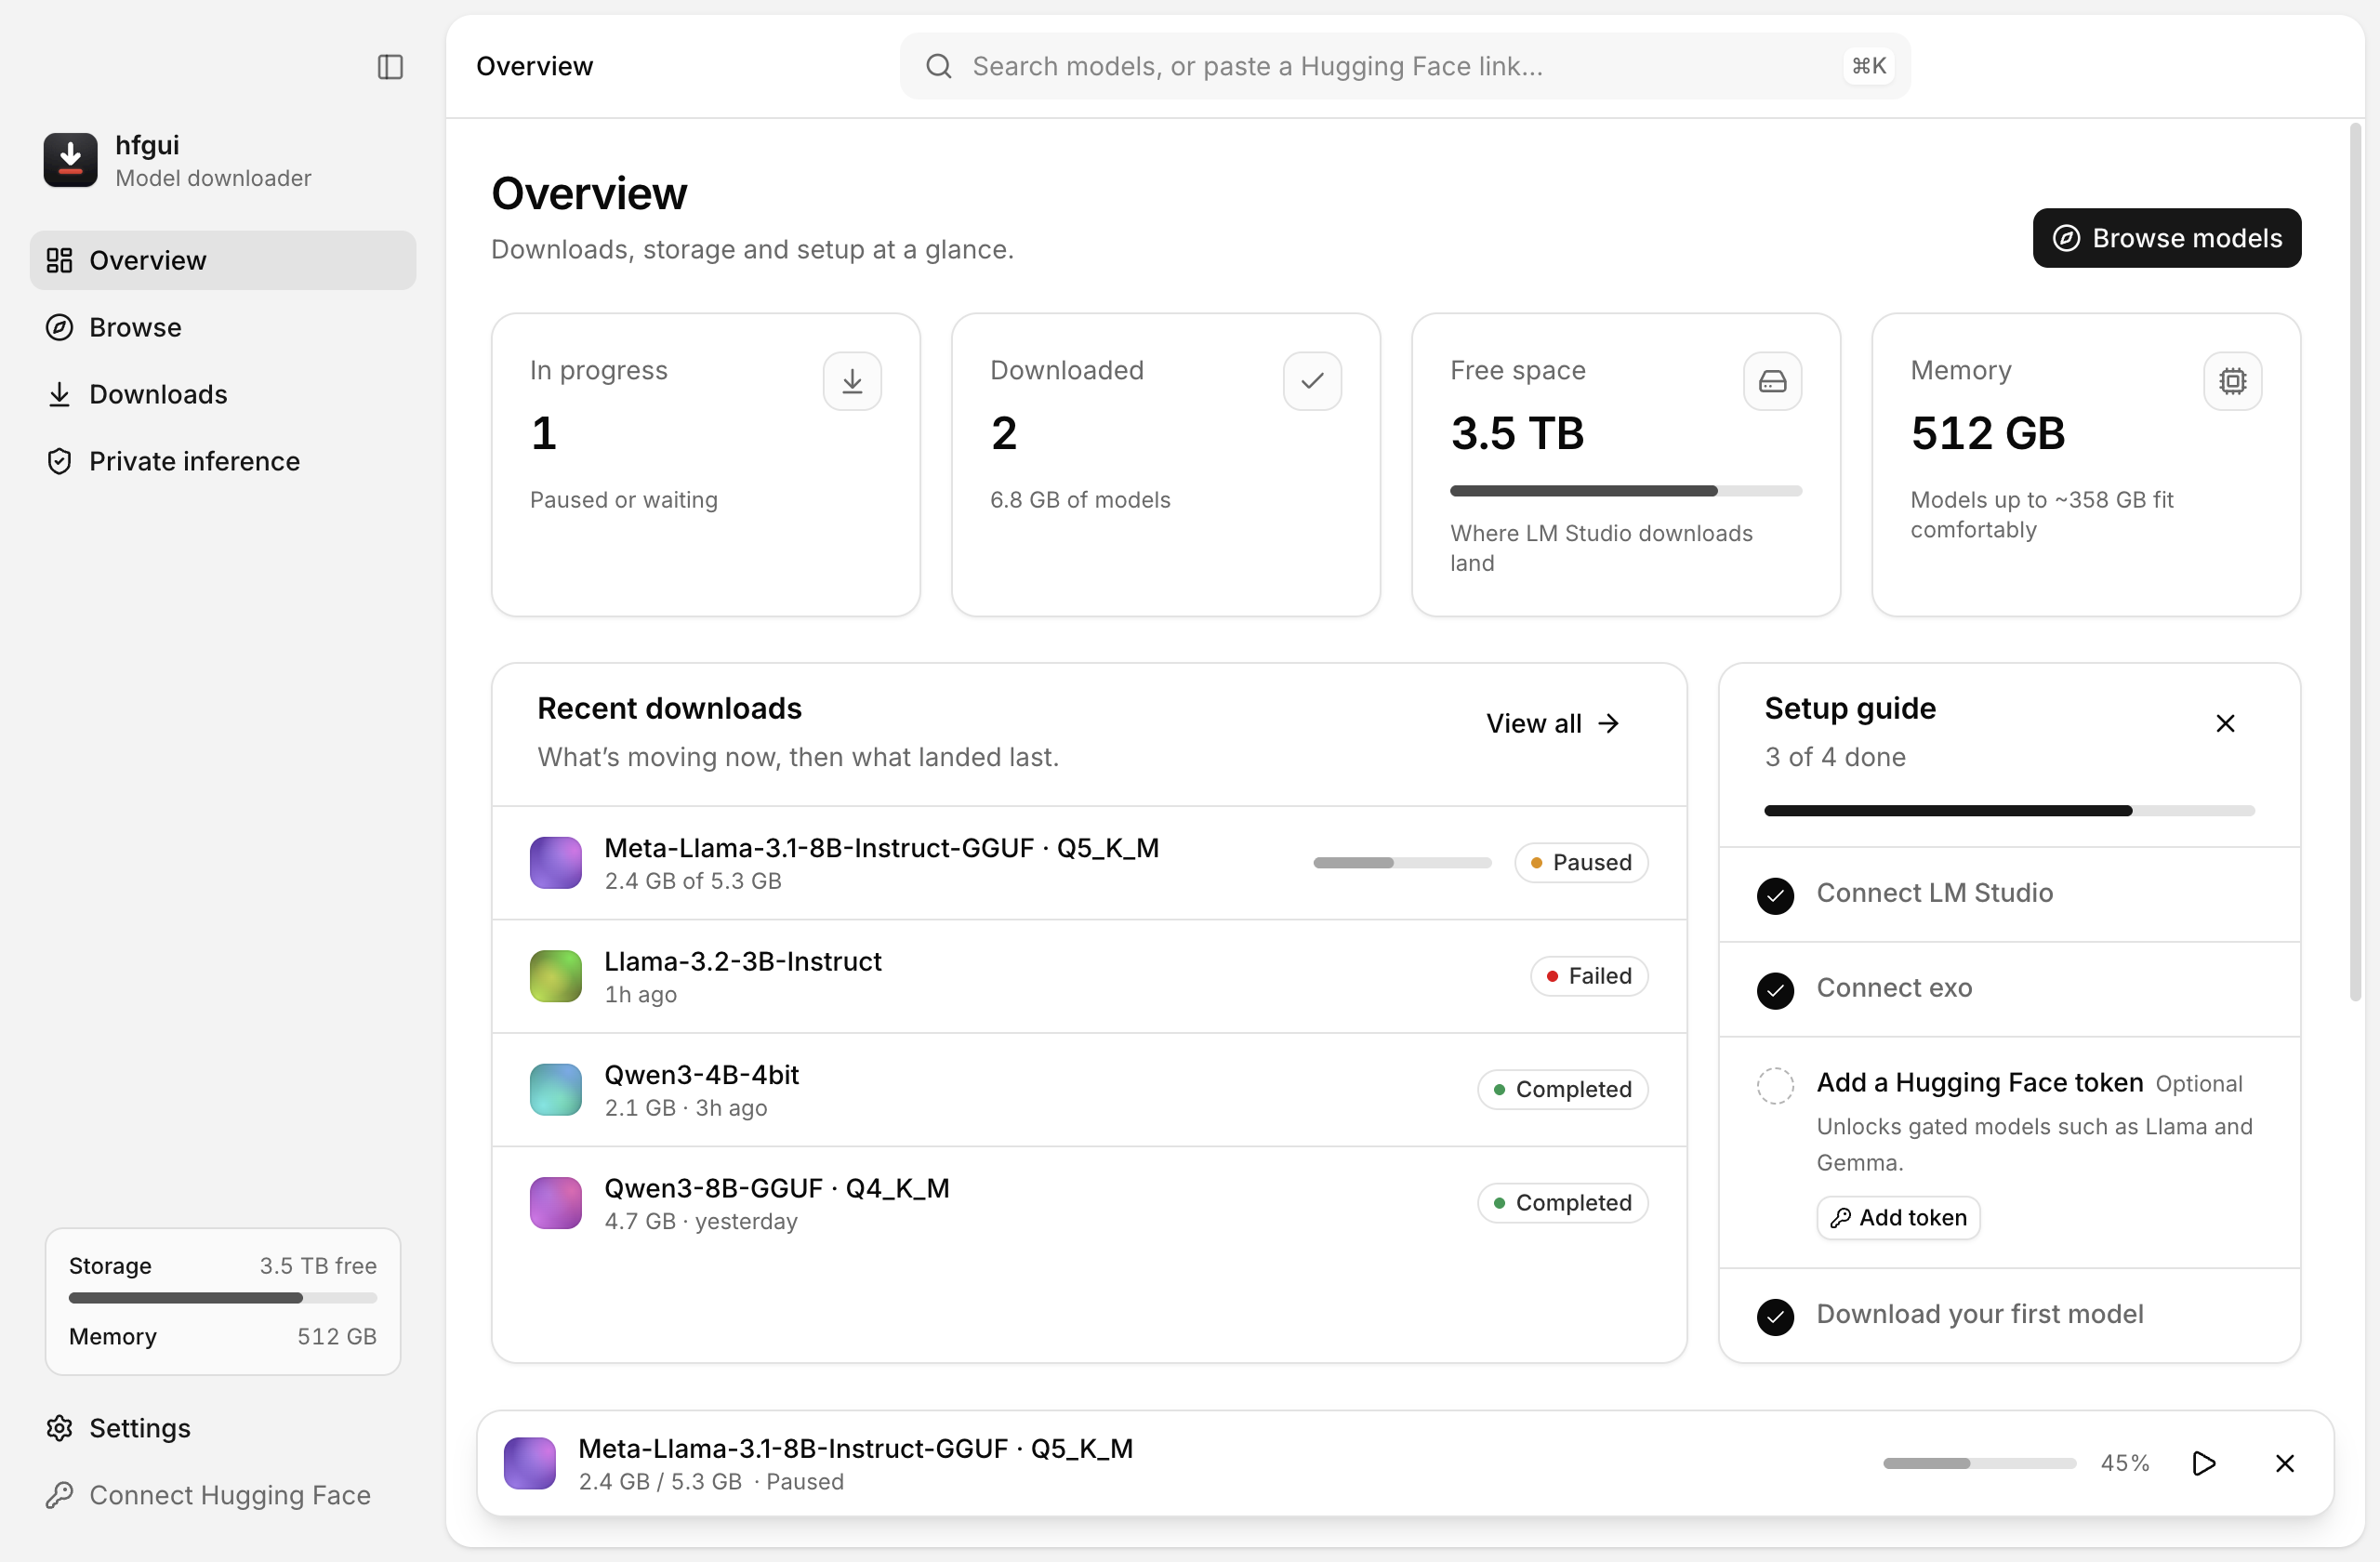 hfgui
Model downloader
Overview
Browse
Downloads
Private inference
Storage 3.5 TB free
Memory 512 GB
Settings
Connect Hugging Face
Overview
Search models, or paste a Hugging Face link...
⌘K
Overview
Downloads, storage and setup at a glance.
Browse models
In progress
1
Paused or waiting
Downloaded
2
6.8 GB of models
Free space
3.5 TB
Where LM Studio downloads
land
Memory
512 GB
Models up to ~358 GB fit
comfortably
Recent downloads
What’s moving now, then what landed last.
View all
Meta-Llama-3.1-8B-Instruct-GGUF · Q5_K_M
2.4 GB of 5.3 GB
Paused
Llama-3.2-3B-Instruct
1h ago
Failed
Qwen3-4B-4bit
2.1 GB · 3h ago
Completed
Qwen3-8B-GGUF · Q4_K_M
4.7 GB · yesterday
Completed
Setup guide
3 of 4 done
Connect LM Studio
Connect exo
Add a Hugging Face token Optional
Unlocks gated models such as Llama and
Gemma.
Add token
Download your first model
Meta-Llama-3.1-8B-Instruct-GGUF · Q5_K_M
2.4 GB / 5.3 GB · Paused
45%